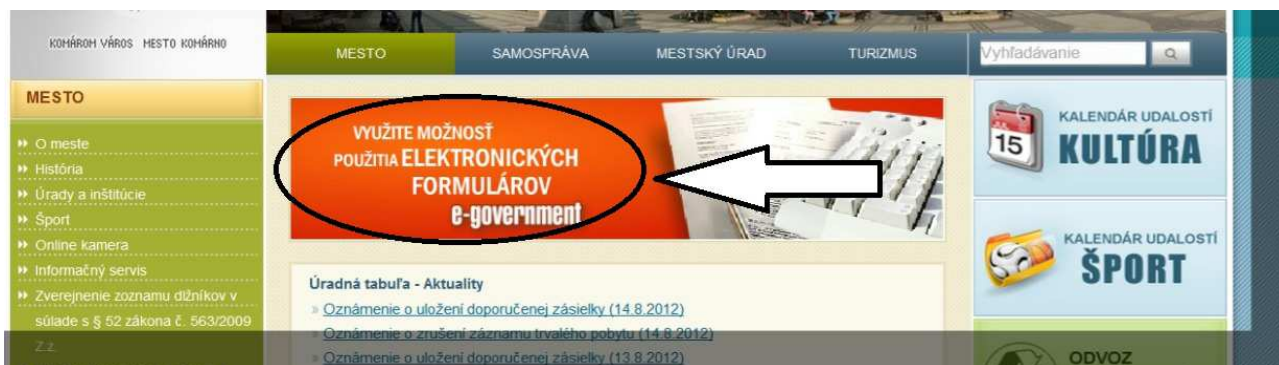 KOMÁROM VÁROS MESTO KOMÁRNO
MESTO SAMOSPRÁVA MESTSKÝ ÚRAD TURIZMUS
Vyhľadávanie
MESTO
O meste
História
Úrady a inštitúcie
Šport
Online kamera
Informačný servis
Zverejnenie zoznamu dlžníkov v
súlade s § 52 zákona č. 563/2009
Z.z.
VYUŽITE MOŽNOSŤ
POUŽITIA ELEKTRONICKÝCH
FORMULÁROV
e-government
Úradná tabuľa - Aktuality
» Oznámenie o uložení doporučenej zásielky (14.8.2012)
» Oznámenie o zrušení záznamu trvalého pobytu (14.8.2012)
» Oznámenie o uložení doporučenej zásielky (13.8.2012)
15
KALENDÁR UDALOSTÍ
KULTÚRA
KALENDÁR UDALOSTÍ
ŠPORT
ODVOZ